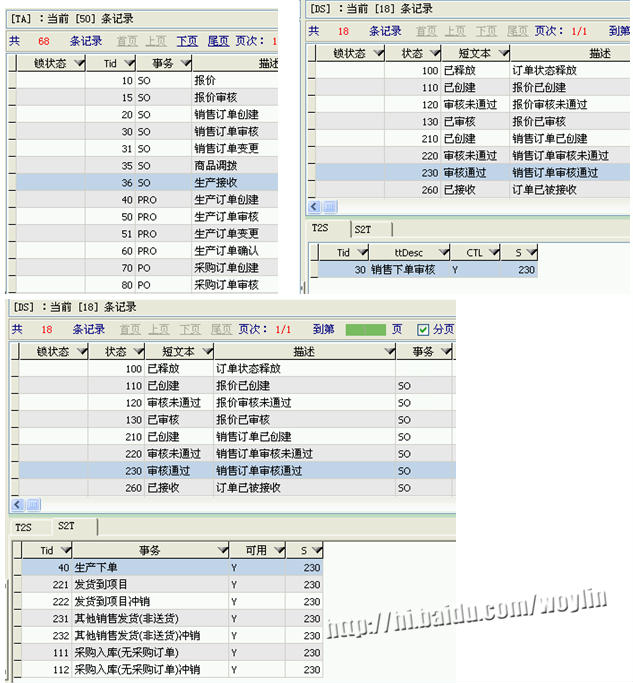 [TA] :当前 [50] 条记录
共 68 条记录 首页 上页 下页 尾页 页次: 1
锁状态 Tid 事务 描述
10 SO 报价
15 SO 报价审核
20 SO 销售订单创建
30 SO 销售订单审核
31 SO 销售订单变更
35 SO 商品调拨
36 SO 生产接收
40 PRO 生产订单创建
50 PRO 生产订单审核
51 PRO 生产订单变更
60 PRO 生产订单确认
70 PO 采购订单创建
80 PO 采购订单审核
[DS] :当前 [18] 条记录
共 18 条记录 首页 上页 下页 尾页 页次: 1/1 到第
锁状态 状态 短文本 描述
100 已释放 订单状态释放
110 已创建 报价已创建
120 审核未通过 报价审核未通过
130 已审核 报价已审核
210 已创建 销售订单已创建
220 审核未通过 销售订单审核未通过
230 审核通过 销售订单审核通过
260 已接收 订单已被接收
T2S S2T
Tid ttDesc CTL S
30 销售下单审核 Y 230
[DS] :当前 [18] 条记录
共 18 条记录 首页 上页 下页 尾页 页次: 1/1 到第 页 分页
锁状态 状态 短文本 描述 事务
100 已释放 订单状态释放
110 已创建 报价已创建 SO
120 审核未通过 报价审核未通过 SO
130 已审核 报价已审核 SO
210 已创建 销售订单已创建 SO
220 审核未通过 销售订单审核未通过 SO
230 审核通过 销售订单审核通过 SO
260 已接收 订单已被接收 SO
T2S S2T
Tid 事务 可用 S
40 生产下单 Y 230
221 发货到项目 Y 230
222 发货到项目冲销 Y 230
231 其他销售发货(非送货) Y 230
232 其他销售发货(非送货)冲销 Y 230
111 采购入库(无采购订单) Y 230
112 采购入库(无采购订单)冲销 Y 230
http://hi.baidu.com/woylin